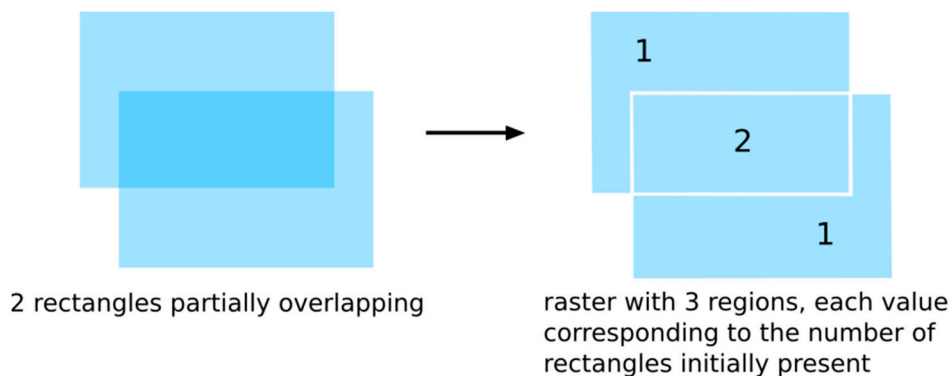 1
2
1
2 rectangles partially overlapping
raster with 3 regions, each value
corresponding to the number of
rectangles initially present